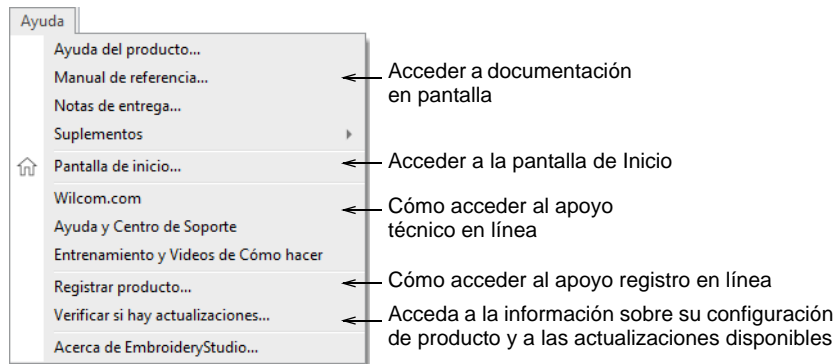 Ayuda
Ayuda del producto...
Manual de referencia...
Notas de entrega...
Suplementos
Pantalla de inicio...
Wilcom.com
Ayuda y Centro de Soporte
Entrenamiento y Videos de Cómo hacer
Registrar producto...
Verificar si hay actualizaciones...
Acerca de EmbroideryStudio...
Acceder a documentación
en pantalla
Acceder a la pantalla de Inicio
Cómo acceder al apoyo
técnico en línea
Cómo acceder al apoyo registro en línea
Acceda a la información sobre su configuración
de producto y a las actualizaciones disponibles